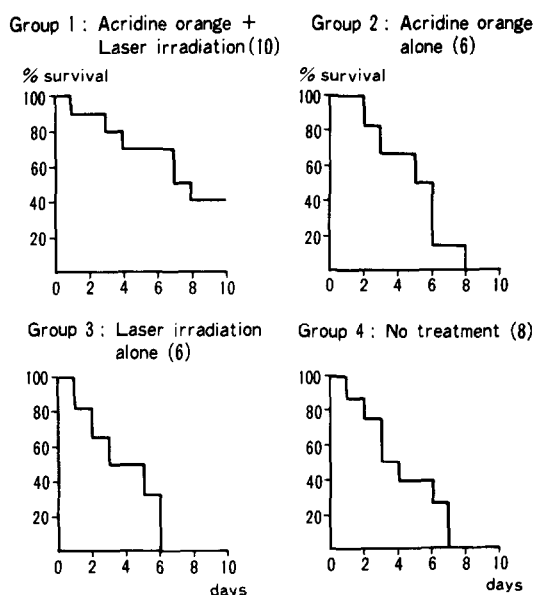 Group 1 : Acridine orange +
Laser irradiation(10)
% survival
100
80
60
40
20
0 2 4 6 8 10
Group 2 : Acridine orange
alone (6)
% survival
100
80
60
40
20
0 2 4 6 8 10
Group 3 : Laser irradiation
alone (6)
100
80
60
40
20
0 2 4 6 8 10
days
Group 4 : No treatment (8)
100
80
60
40
20
0 2 4 6 8 10
days